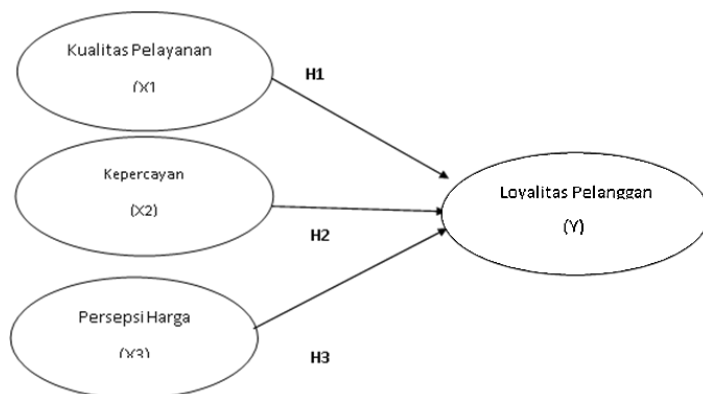 Kualitas Pelayanan
(X1
H1
Kepercayan
(X2)
H2
Loyalitas Pelanggan
(Y)
Persepsi Harga
(X3)
H3